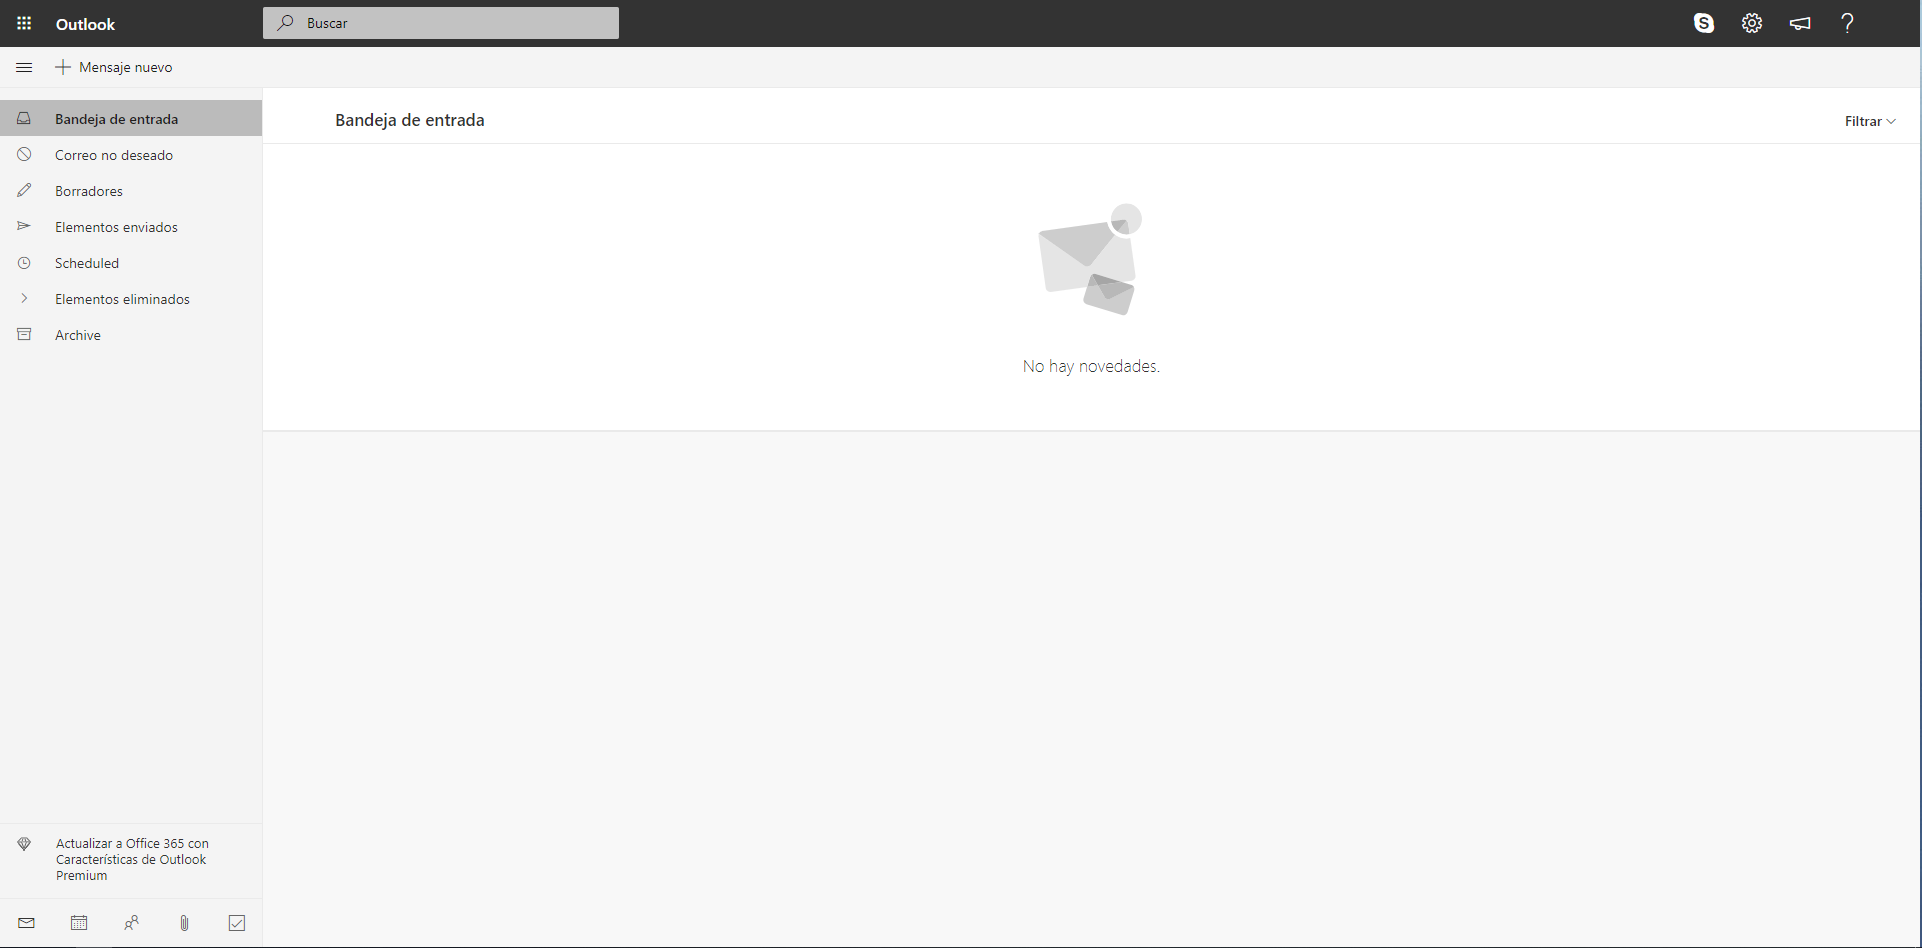 Outlook
Buscar
Mensaje nuevo
Bandeja de entrada
Correo no deseado
Borradores
Elementos enviados
Scheduled
Elementos eliminados
Archive
Bandeja de entrada
Filtrar
No hay novedades.
Actualizar a Office 365 con
Características de Outlook
Premium